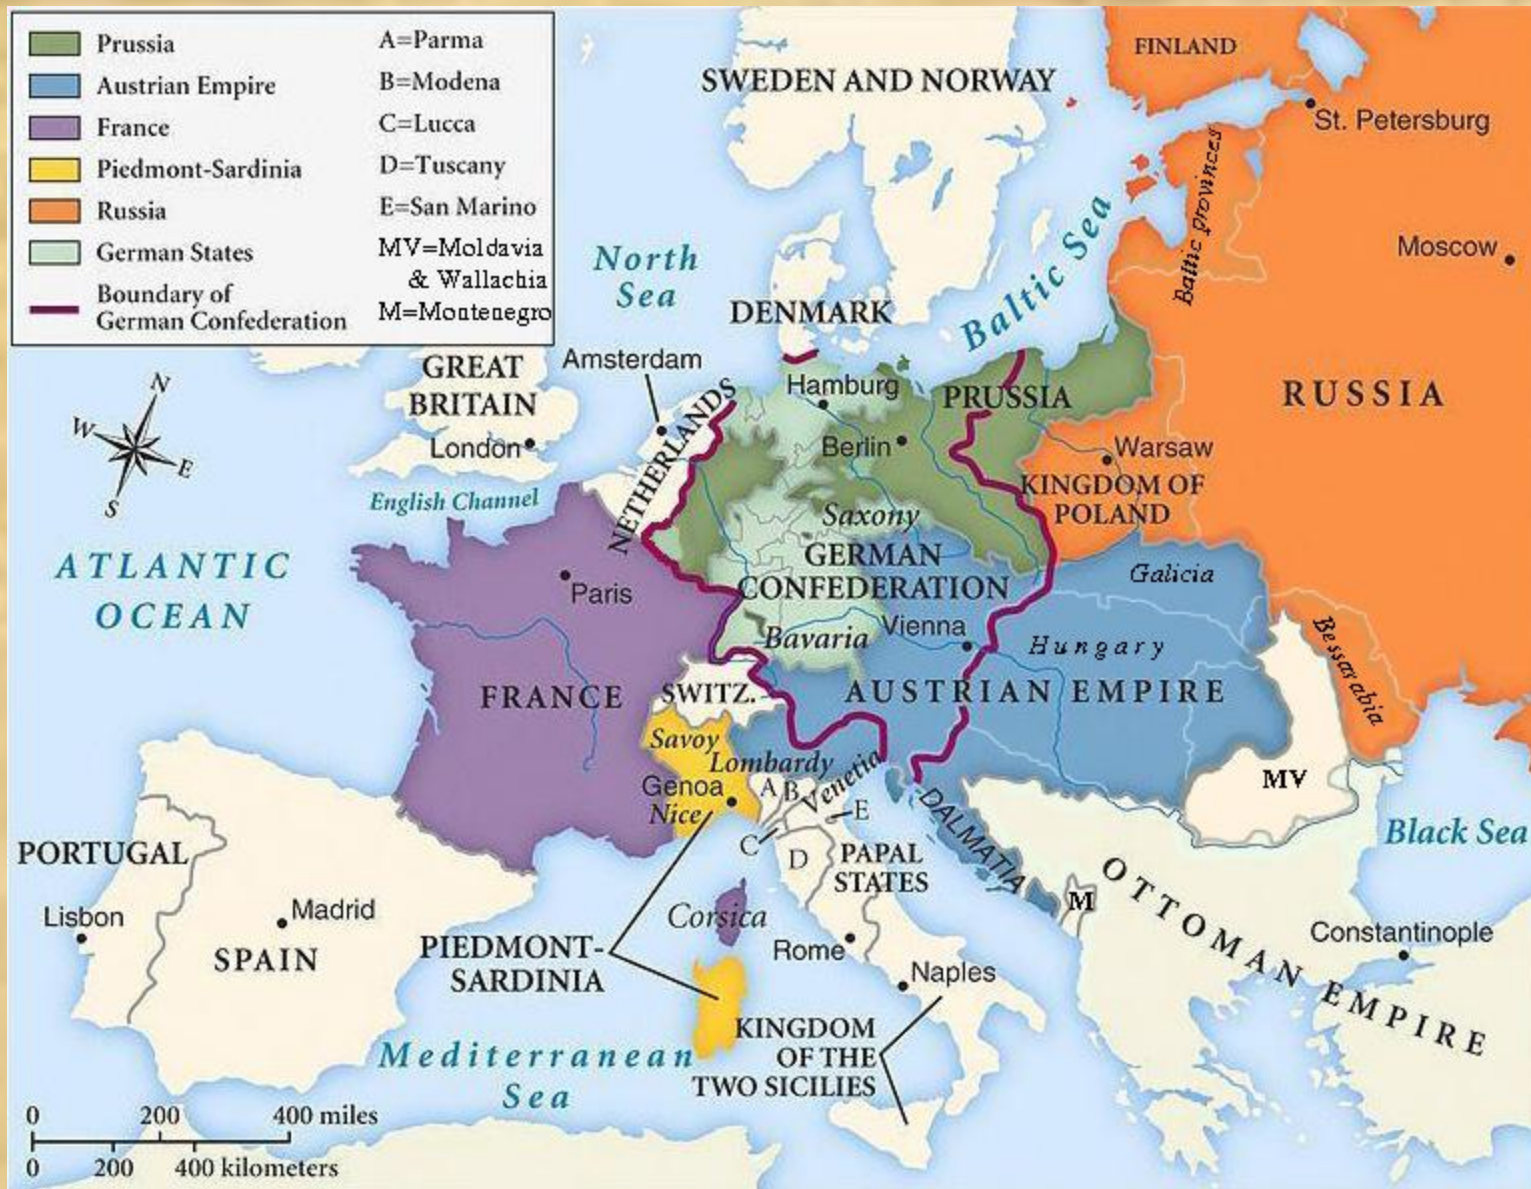 Prussia
Austrian Empire
France
Piedmont-Sardinia
Russia
German States
Boundary of
German Confederation
A=Parma
B=Modena
C=Lucca
D=Tuscany
E=San Marino
MV=Moldavia
& Wallachia
M=Montenegro
FINLAND
SWEDEN AND NORWAY
St. Petersburg
Baltic provinces
Moscow
North
Sea
Baltic Sea
DENMARK
Amsterdam
GREAT
BRITAIN
London
Hamburg
PRUSSIA
RUSSIA
N
W
E
S
NETHERLANDS
Berlin
Warsaw
KINGDOM OF
POLAND
English Channel
Saxony
ATLANTIC
OCEAN
GERMAN
CONFEDERATION
Galicia
Paris
Bavaria
Vienna
Hungary
Bessarabia
FRANCE
SWITZ.
AUSTRIAN EMPIRE
Savoy
Lombardy
Venetia
Genoa
Nice
A
B
E
MV
C
D
DALMATIA
Black Sea
PORTUGAL
PAPAL
STATES
M
OTTOMAN EMPIRE
Lisbon
Madrid
Corsica
Constantinople
SPAIN
PIEDMONT-
SARDINIA
Rome
Naples
KINGDOM
OF THE
TWO SICILIES
Mediterranean
Sea
0 200 400 miles
0 200 400 kilometers